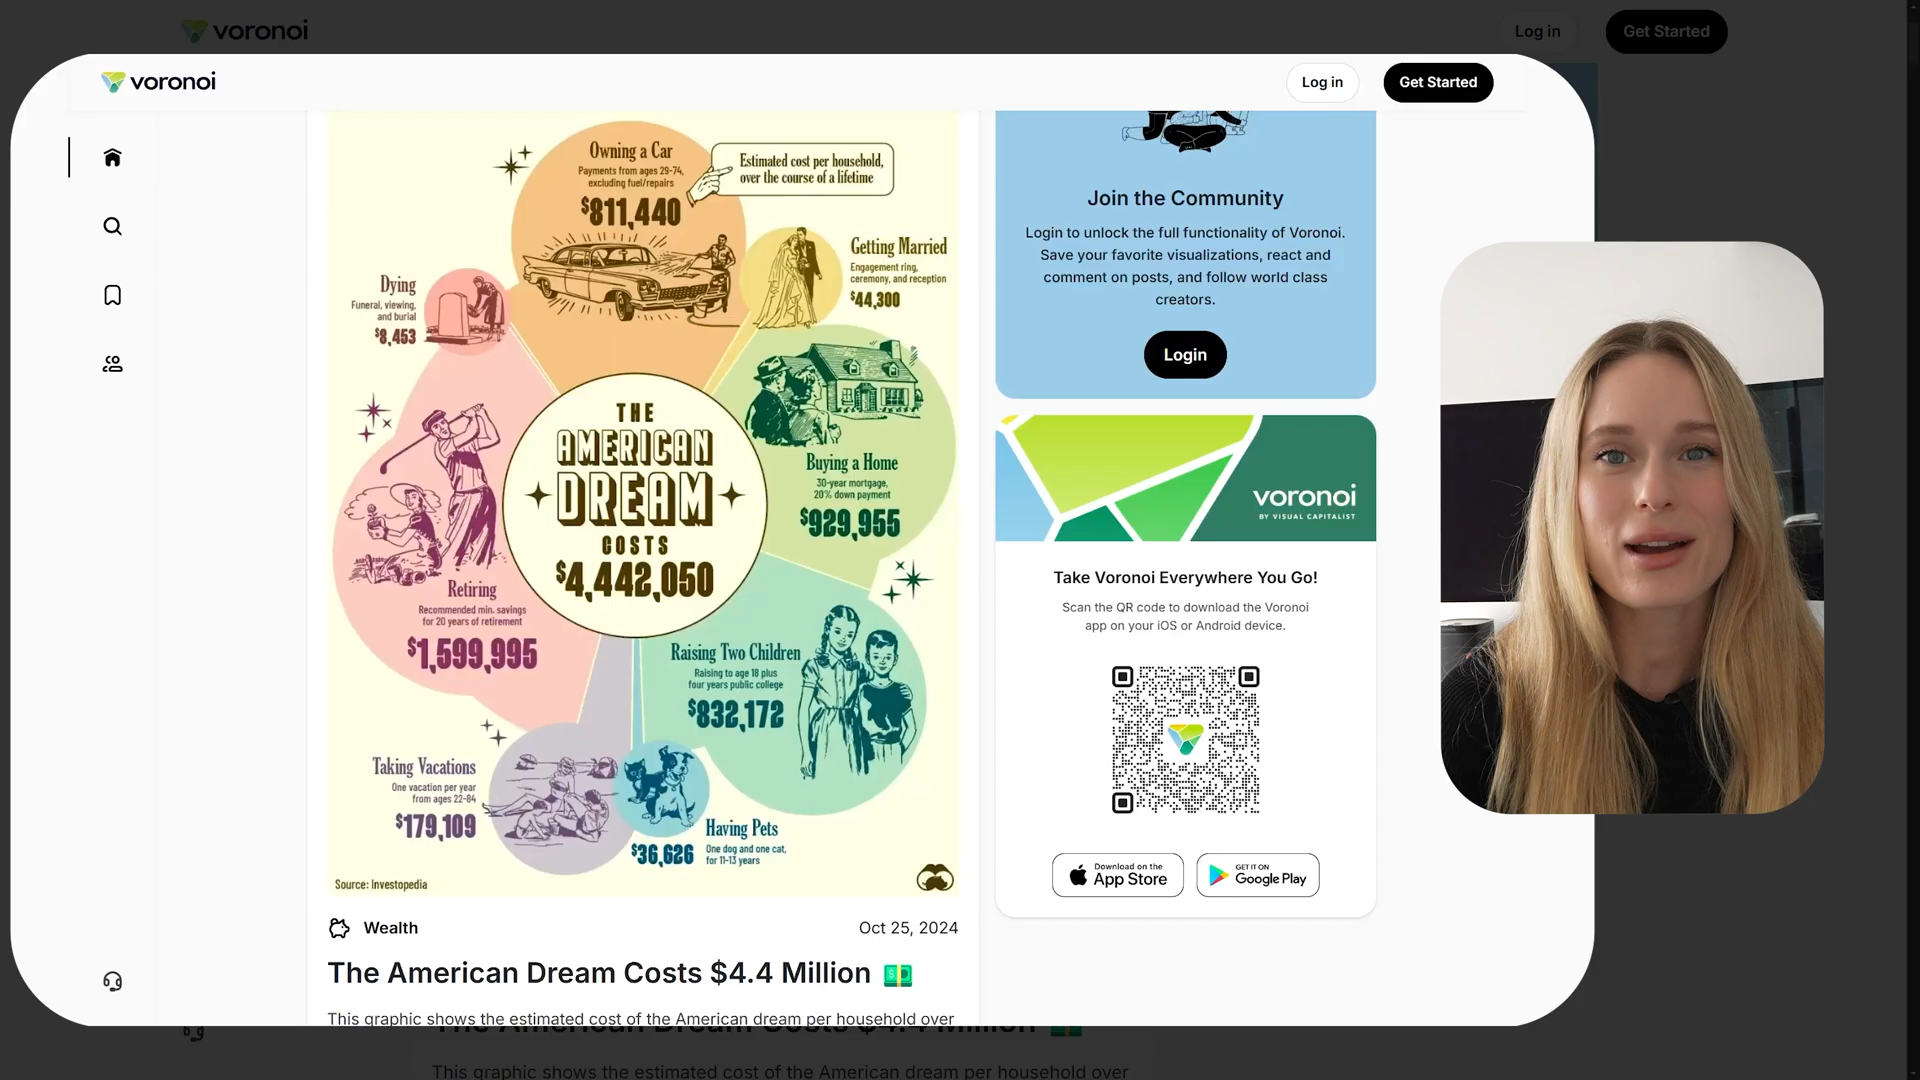 voronoi
Log in
Get Started
voronoi
Log in
Get Started
Owning a Car
Payments from ages 29-74,
excluding fuel/repairs
$811,440
Estimated cost per household,
over the course of a lifetime
Getting Married
Engagement ring,
ceremony, and reception
$44,300
Dying
Funeral, viewing,
and burial
$8,453
THE
AMERICAN
DREAM
COSTS
$4,442,050
Buying a Home
30-year mortgage,
20% down payment
$929,955
Retiring
Recommended min. savings
for 20 years of retirement
$1,599,995
Raising Two Children
Raising to age 18 plus
four years public college
$832,172
Taking Vacations
One vacation per year
from ages 22-84
$179,109
Having Pets
One dog and one cat,
for 11-13 years
$36,626
Source: Investopedia
Wealth
Oct 25, 2024
The American Dream Costs $4.4 Million
This graphic shows the estimated cost of the American dream per household over
Join the Community
Login to unlock the full functionality of Voronoi.
Save your favorite visualizations, react and
comment on posts, and follow world class
creators.
Login
voronoi
BY VISUAL CAPITALIST
Take Voronoi Everywhere You Go!
Scan the QR code to download the Voronoi
app on your iOS or Android device.
Download on the
App Store
GET IT ON
Google Play
The American Dream Costs $4.4 Million
This graphic shows the estimated cost of the American dream per household over